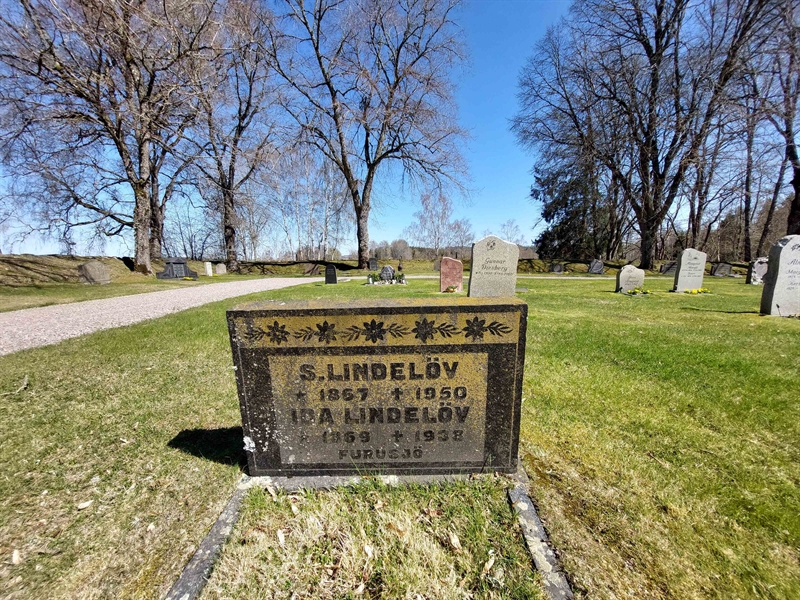 S. LINDELÖV
* 1867 † 1950
IDA LINDELÖV
* 1869 † 1938
FURUSJÖ
Gunnar